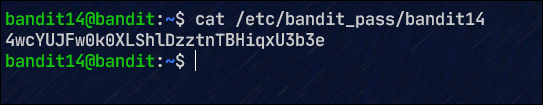 bandit14@bandit:~$ cat /etc/bandit_pass/bandit14
4wcYUJFw0k0XLShlDzztnTBHiqxU3b3e
bandit14@bandit:~$